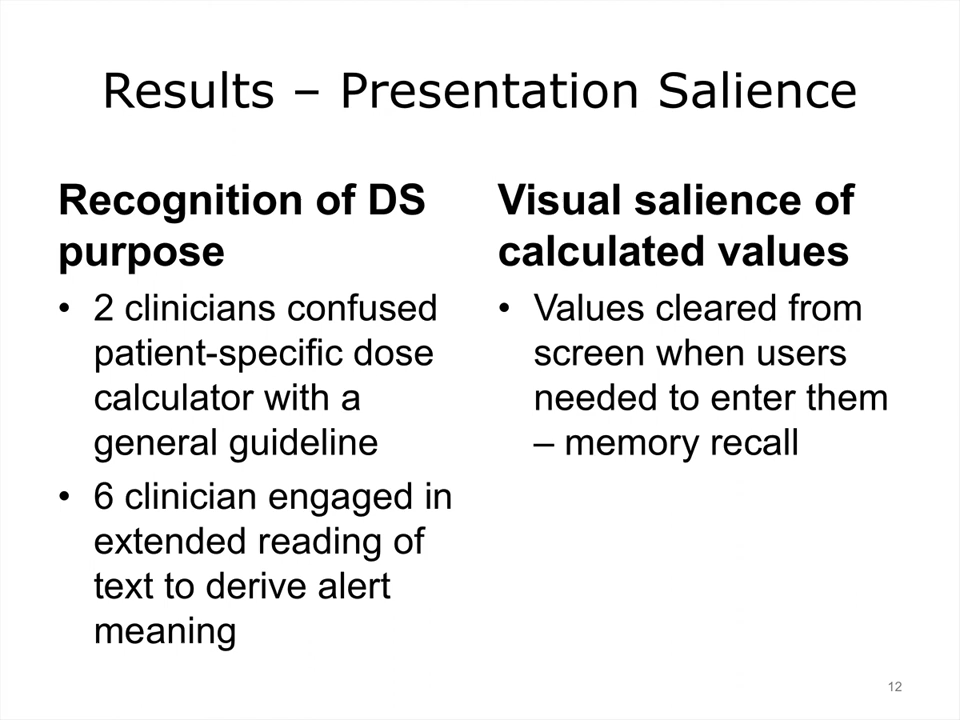 Results – Presentation Salience
Recognition of DS
purpose
• 2 clinicians confused
patient-specific dose
calculator with a
general guideline
• 6 clinician engaged in
extended reading of
text to derive alert
meaning
Visual salience of
calculated values
• Values cleared from
screen when users
needed to enter them
– memory recall
12